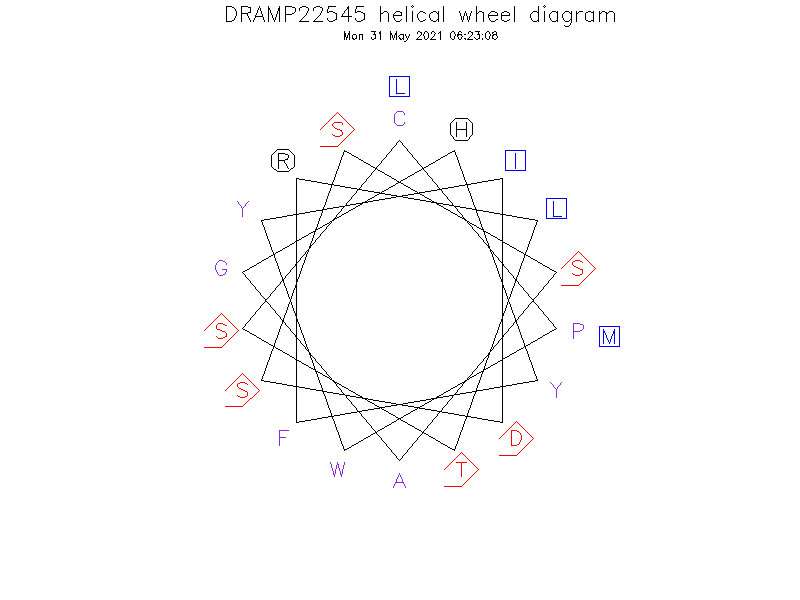 DRAMP22545 helical wheel diagram
Mon 31 May 2021 06:23:08
L
C
S
H
R
I
Y
L
G
S
S
P
M
S
Y
F
D
W
T
A